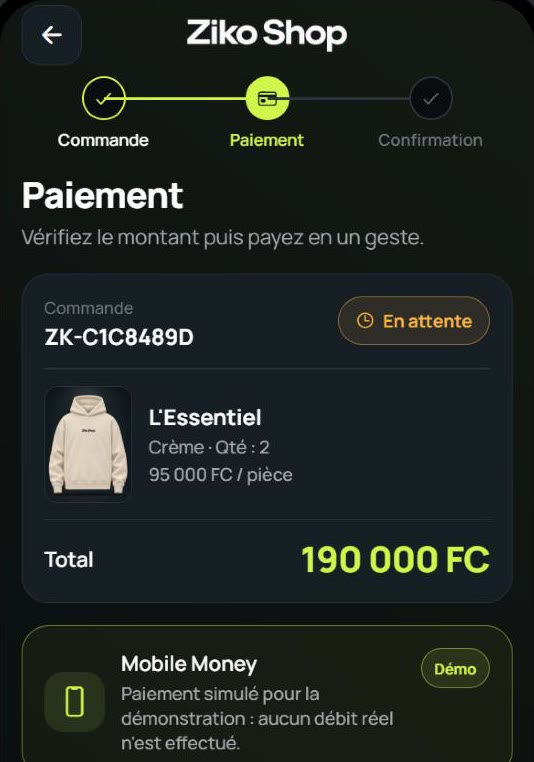 Ziko Shop
Commande
Paiement
Confirmation
Paiement
Vérifiez le montant puis payez en un geste.
Commande
ZK-C1C8489D
En attente
L'Essentiel
Crème · Qté : 2
95 000 FC / pièce
Total
190 000 FC
Mobile Money
Démo
Paiement simulé pour la
démonstration : aucun débit réel
n'est effectué.